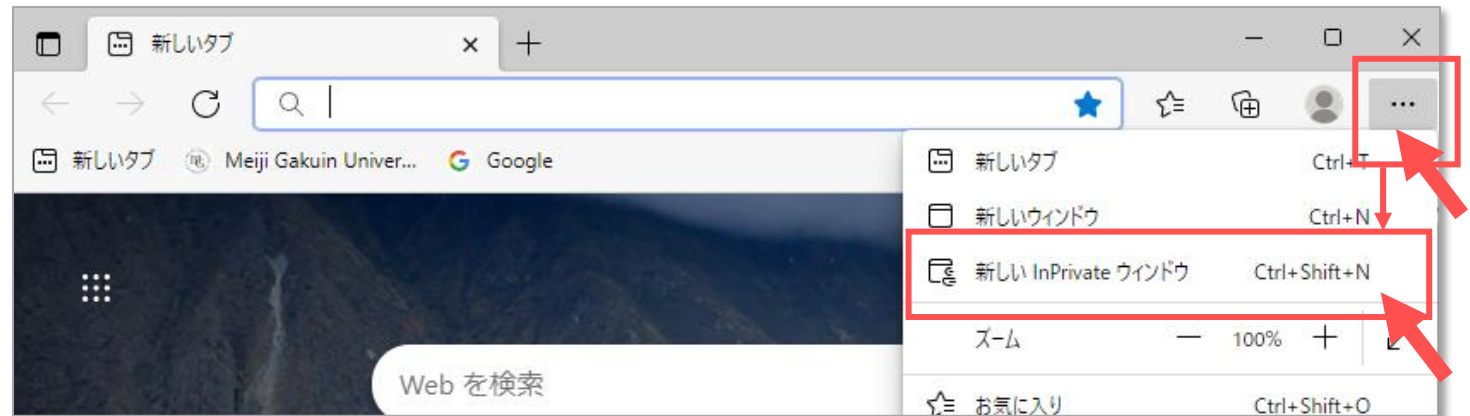 新しいタブ
新しいタブ Meiji Gakuin Univer... Google
新しいタブ Ctrl+T
新しいウィンドウ Ctrl+N
新しい InPrivate ウィンドウ Ctrl+Shift+N
ズーム 100%
Web を検索
お気に入り Ctrl+Shift+O